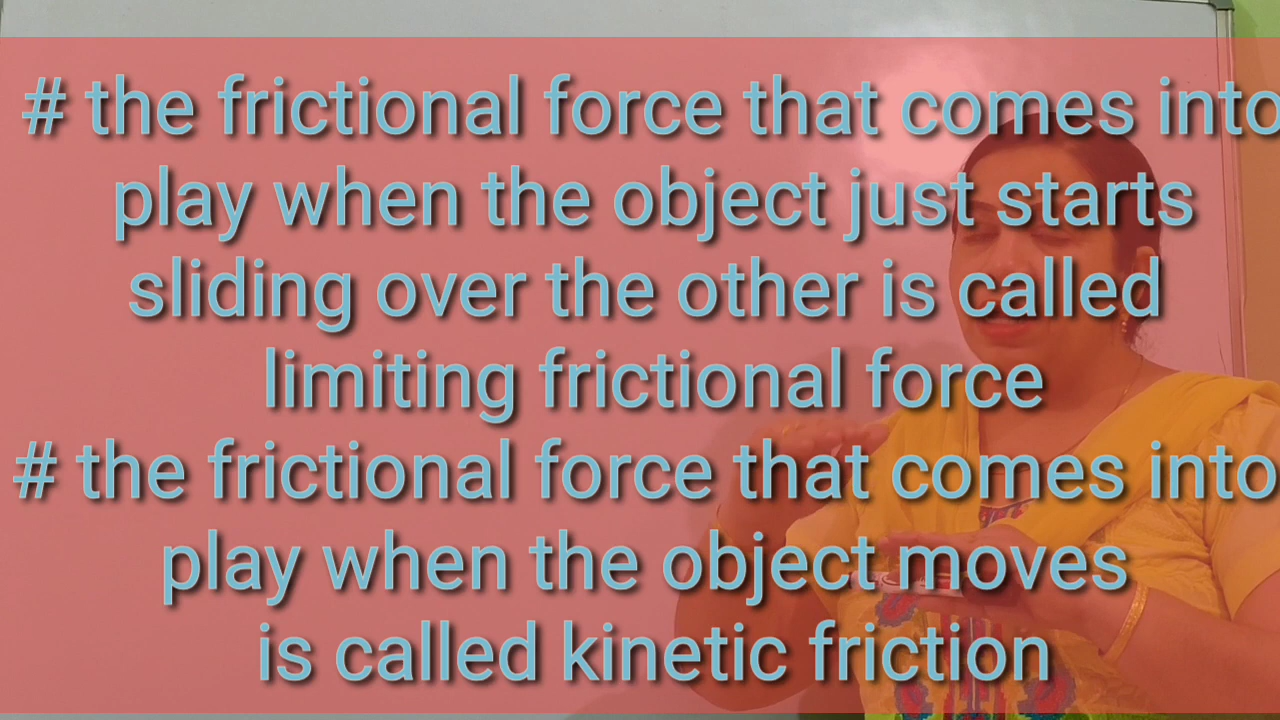 # the frictional force that comes into
play when the object just starts
sliding over the other is called
limiting frictional force
# the frictional force that comes into
play when the object moves
is called kinetic friction